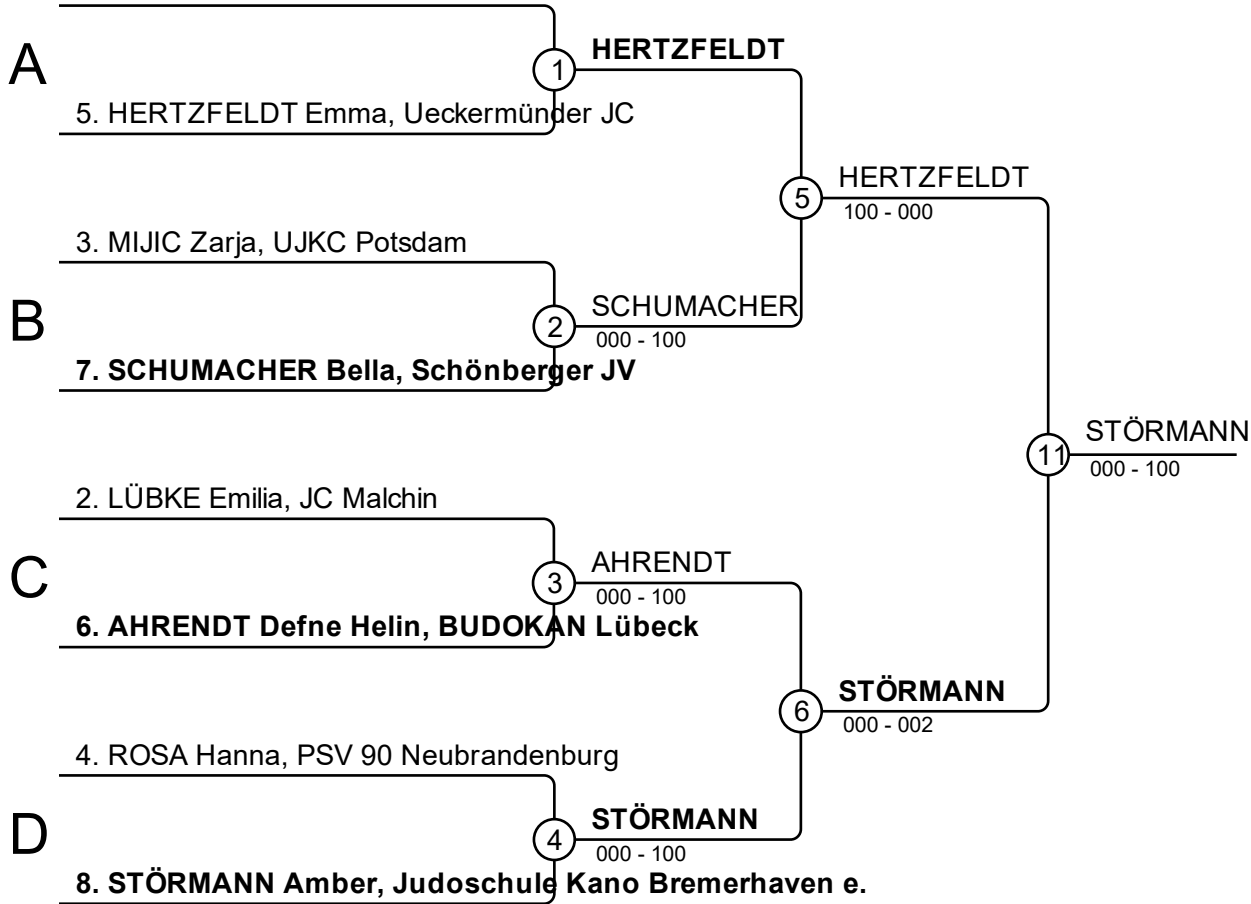 A
1
HERTZFELDT
5. HERTZFELDT Emma, Ueckermünder JC
5
HERTZFELDT
100 - 000
3. MIJIC Zarja, UJKC Potsdam
B
2
SCHUMACHER
000 - 100
7. SCHUMACHER Bella, Schönberger JV
11
STÖRMANN
000 - 100
2. LÜBKE Emilia, JC Malchin
C
3
AHRENDT
000 - 100
6. AHRENDT Defne Helin, BUDOKAN Lübeck
6
STÖRMANN
000 - 002
4. ROSA Hanna, PSV 90 Neubrandenburg
D
4
STÖRMANN
000 - 100
8. STÖRMANN Amber, Judoschule Kano Bremerhaven e.